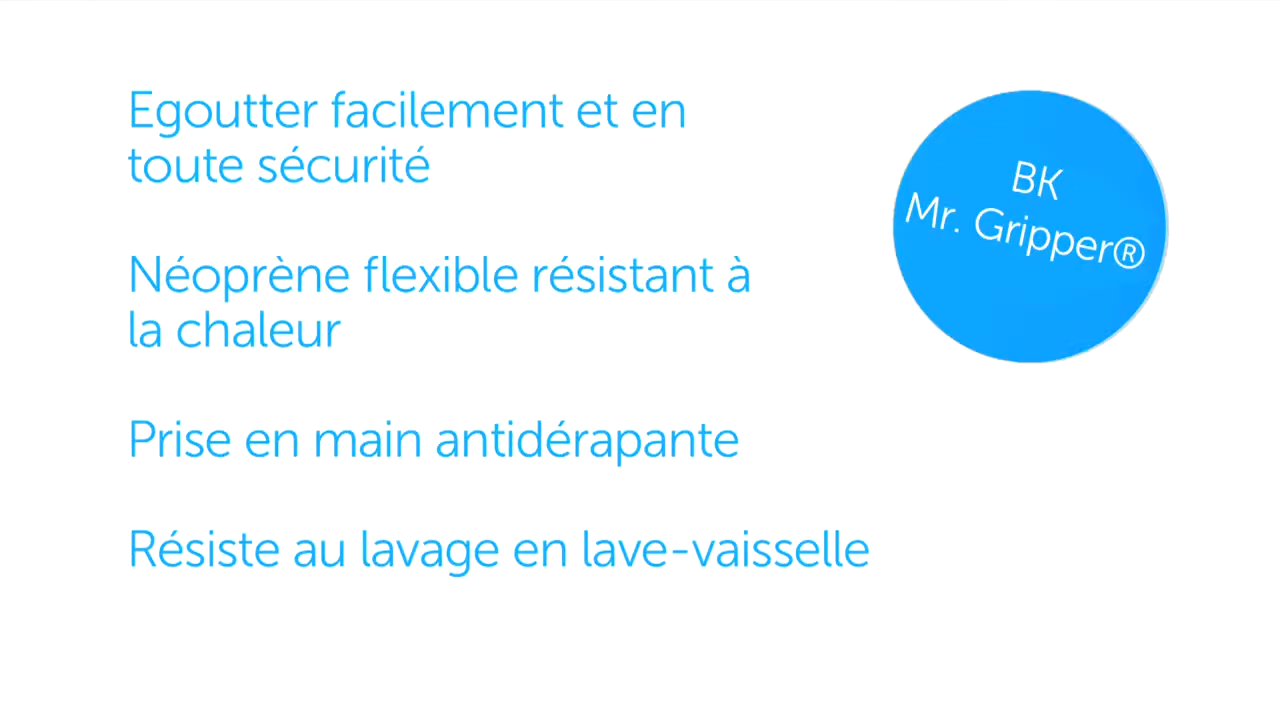 Egoutter facilement et en
toute sécurité
Néoprène flexible résistant à
la chaleur
Prise en main antidérapante
Résiste au lavage en lave-vaisselle
BK
Mr. Gripper®